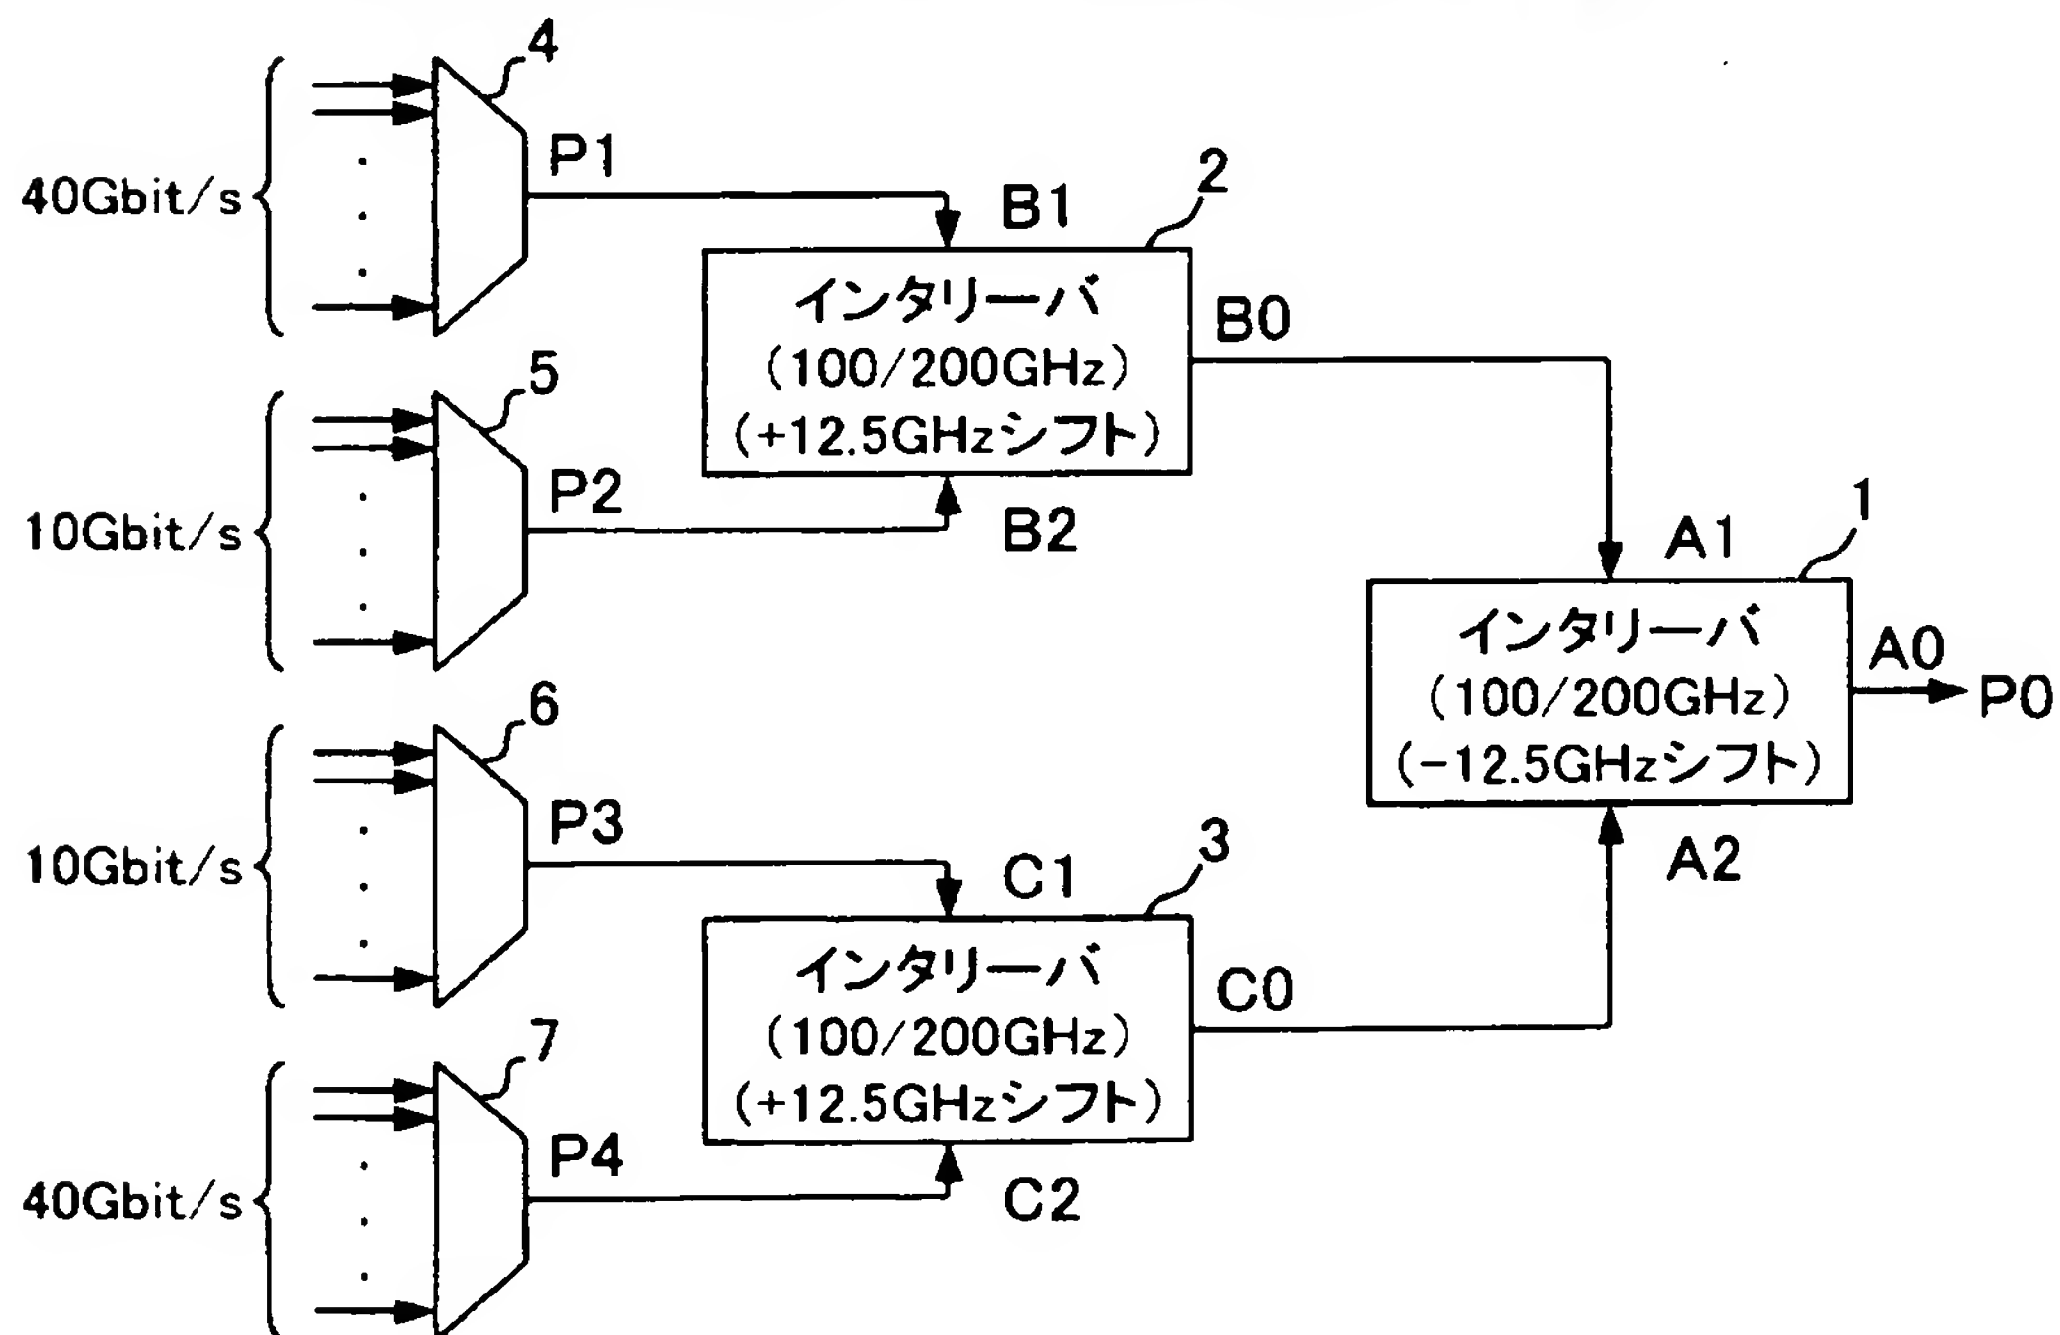 4
40Gbit/s
P1
2
B1
インタリーバ
(100/200GHz)
(+12.5GHzシフト)
B0
5
10Gbit/s
P2
B2
1
A1
インタリーバ
(100/200GHz)
(-12.5GHzシフト)
A0
P0
A2
6
10Gbit/s
P3
3
C1
インタリーバ
(100/200GHz)
(+12.5GHzシフト)
C0
7
40Gbit/s
P4
C2